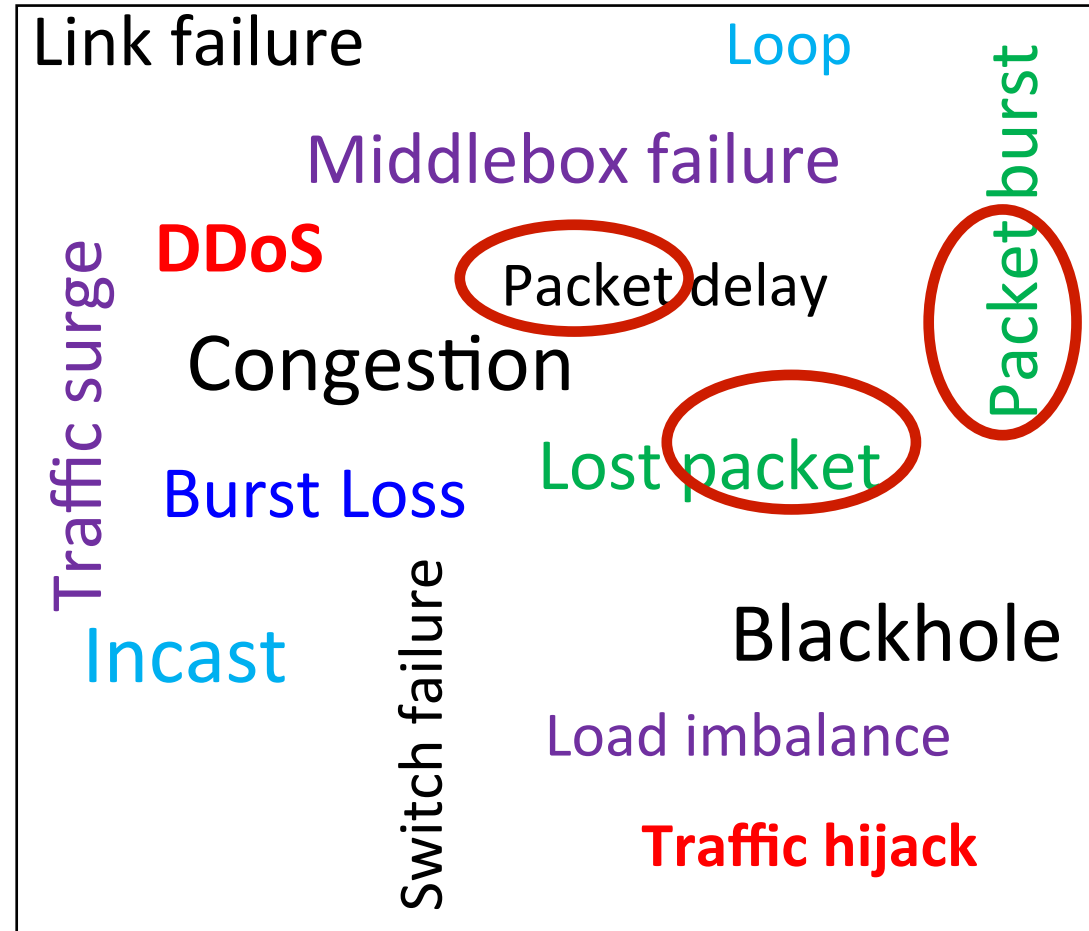 Link failure
Loop
Packet burst
Middlebox failure
DDoS
Packet delay
Traffic surge
Congestion
Lost packet
Burst Loss
Switch failure
Blackhole
Incast
Load imbalance
Traffic hijack